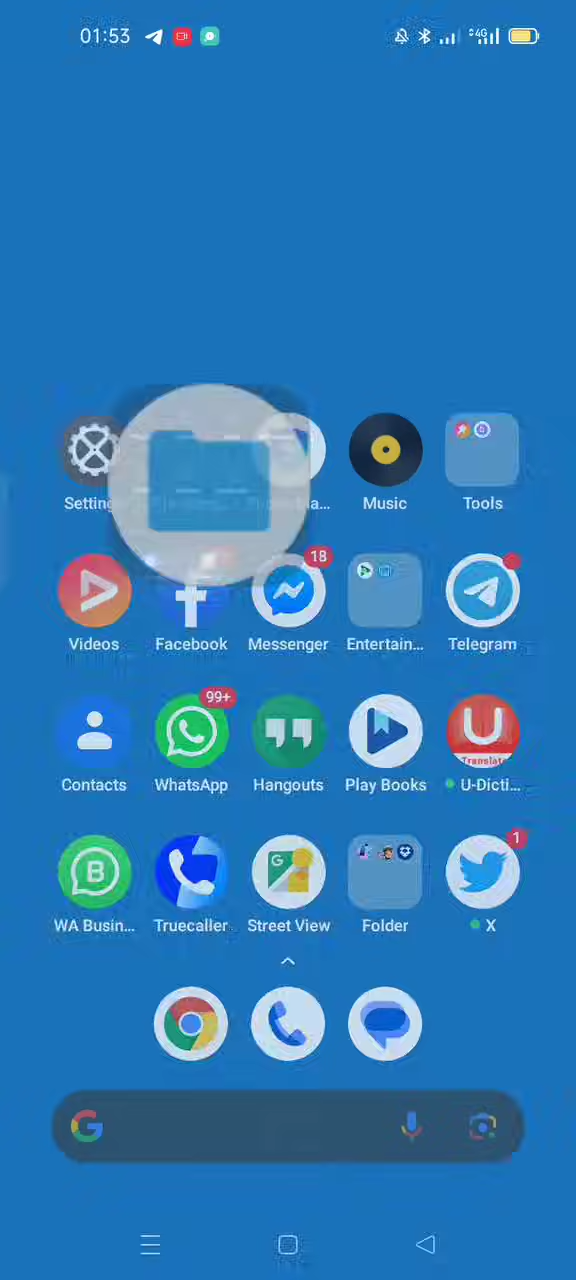 01:53 4G
Setting Music Tools
18
Videos Facebook Messenger Entertain... Telegram
99+
Translate
Contacts WhatsApp Hangouts Play Books U-Dicti...
B G 1
WA Busin... Truecaller Street View Folder X